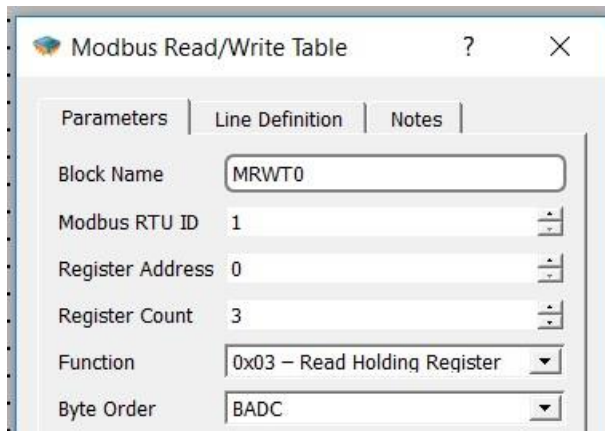 Modbus Read/Write Table ? ×
Parameters Line Definition Notes
Block Name MRWT0
Modbus RTU ID 1
Register Address 0
Register Count 3
Function 0x03 – Read Holding Register
Byte Order BADC